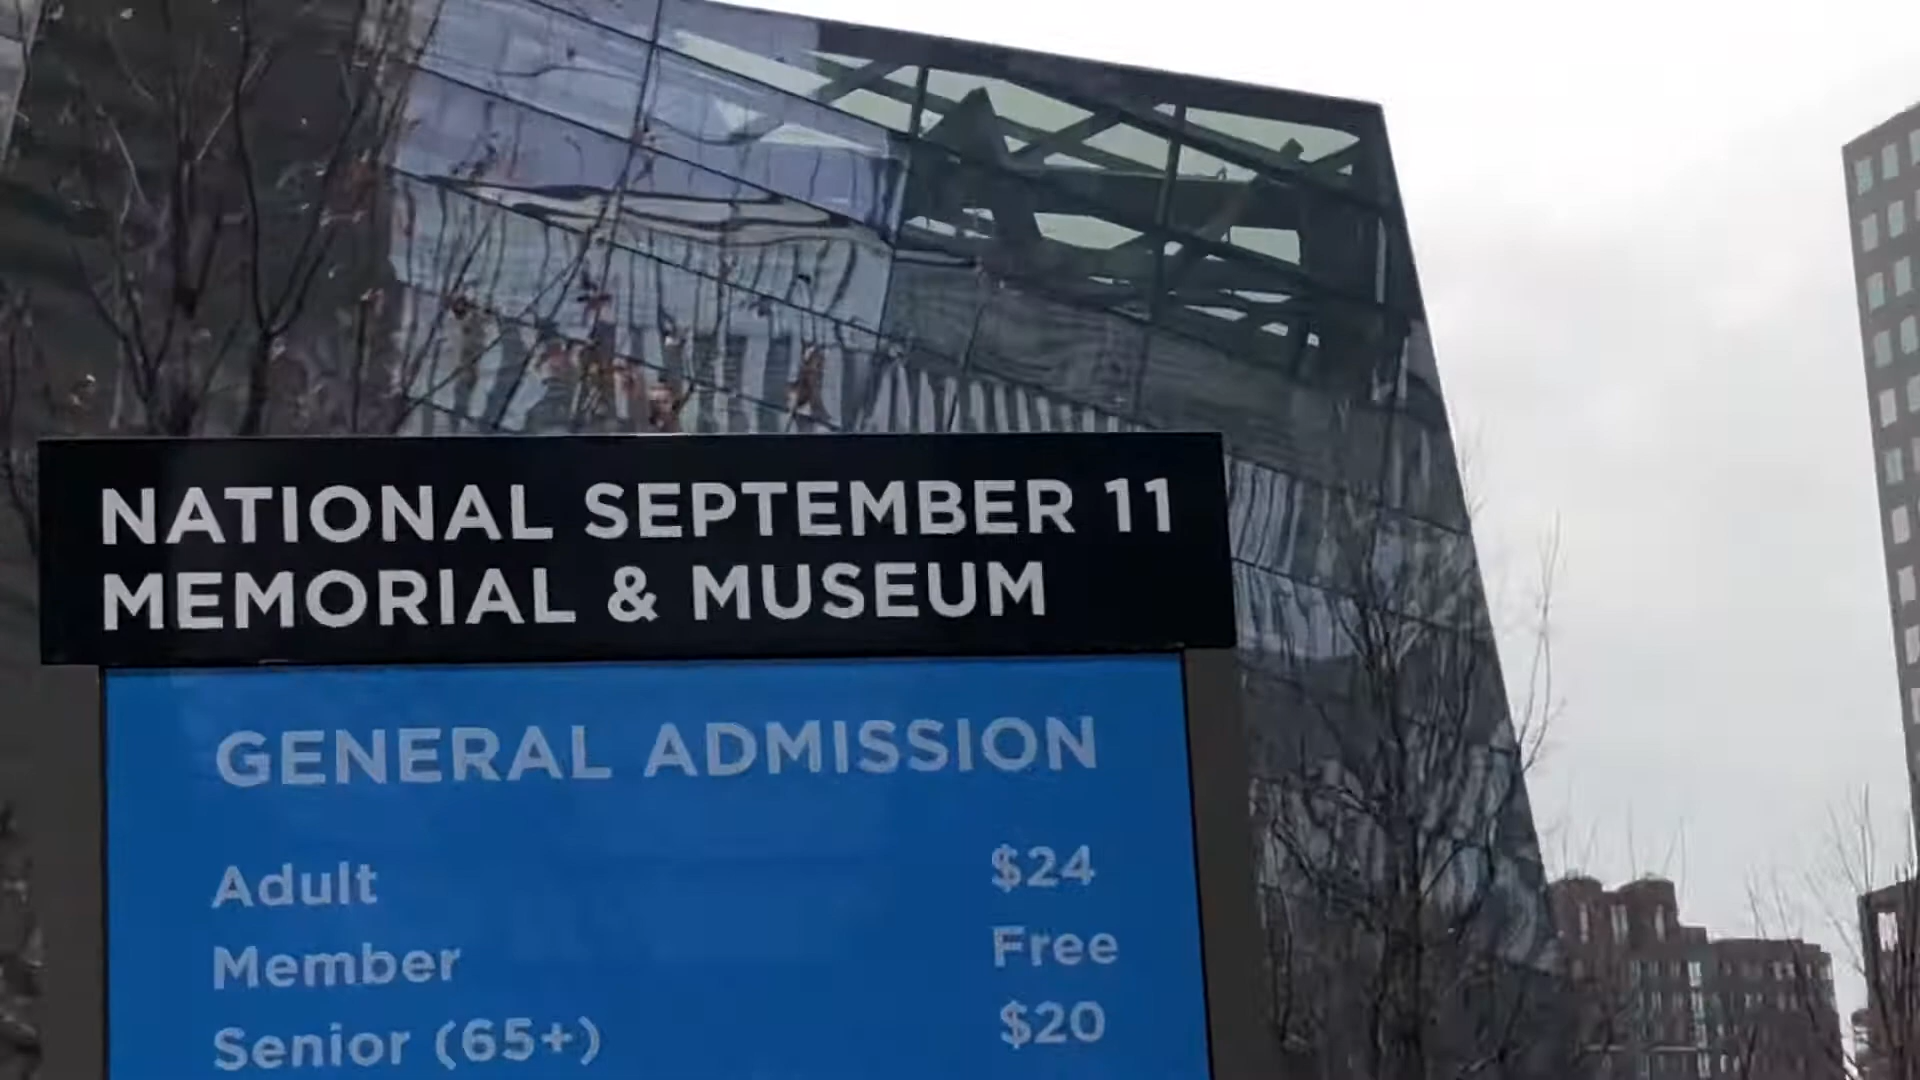 NATIONAL SEPTEMBER 11
MEMORIAL & MUSEUM
GENERAL ADMISSION
Adult $24
Member Free
Senior (65+) $20